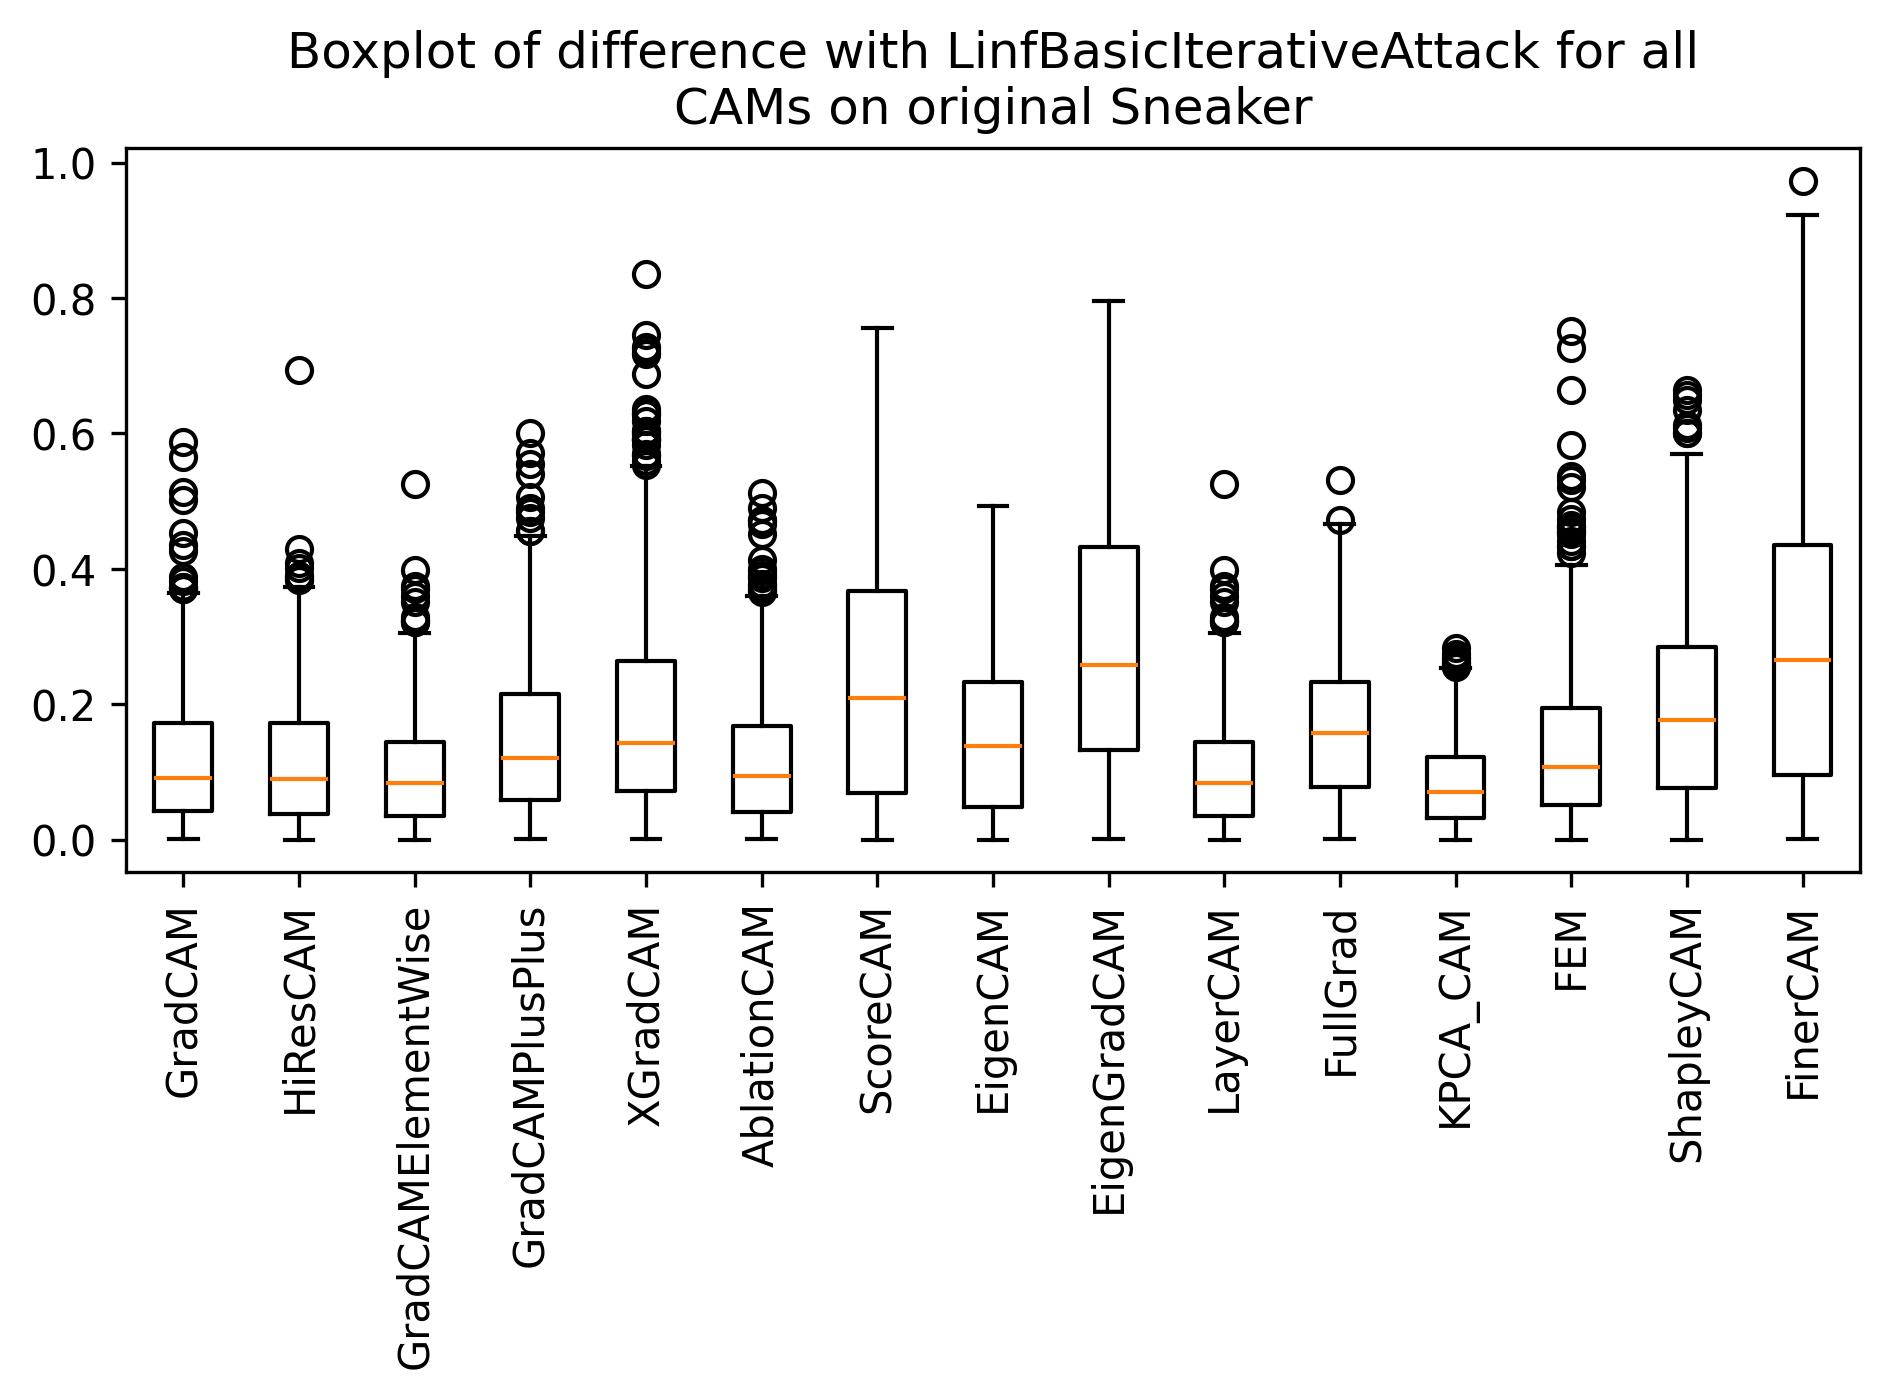 Boxplot of difference with LinfBasicIterativeAttack for all
CAMs on original Sneaker
1.0
0.8
0.6
0.4
0.2
0.0
GradCAM
HiResCAM
GradCAMElementWise
GradCAMPlusPlus
XGradCAM
AblationCAM
ScoreCAM
EigenCAM
EigenGradCAM
LayerCAM
FullGrad
KPCA_CAM
FEM
ShapleyCAM
FinerCAM